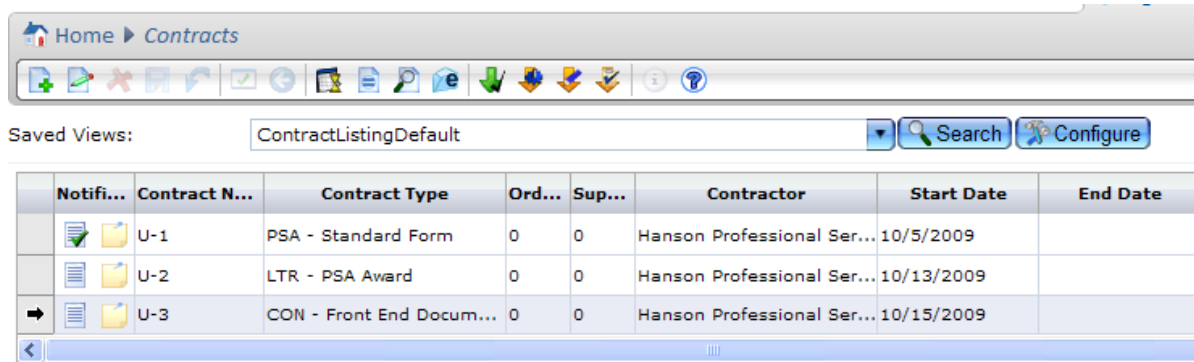 Home Contracts
Saved Views: ContractListingDefault Search Configure
Notifi... Contract N... Contract Type Ord... Sup... Contractor Start Date End Date
U-1 PSA - Standard Form 0 0 Hanson Professional Ser... 10/5/2009
U-2 LTR - PSA Award 0 0 Hanson Professional Ser... 10/13/2009
U-3 CON - Front End Docum... 0 0 Hanson Professional Ser... 10/15/2009